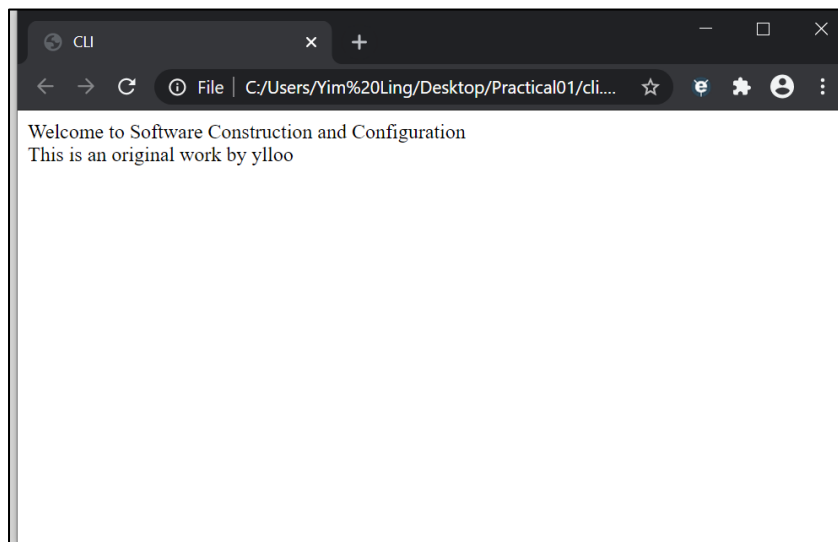 CLI
File | C:/Users/Yim%20Ling/Desktop/Practical01/cli....
Welcome to Software Construction and Configuration
This is an original work by ylloo